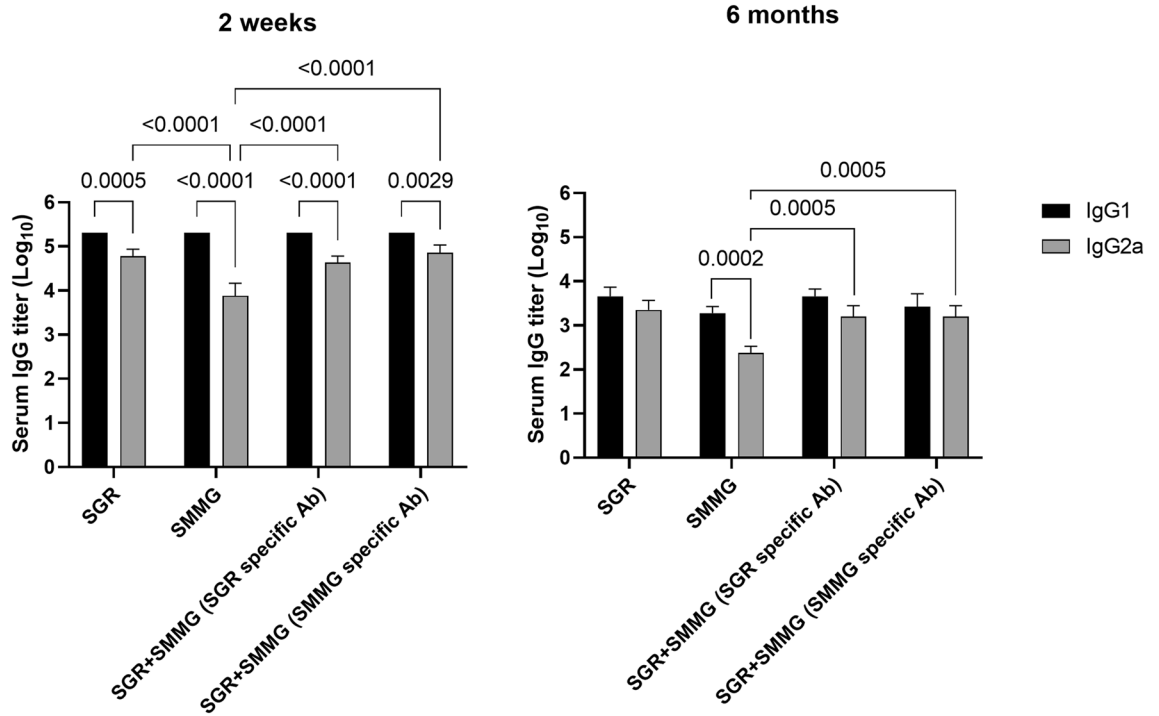 2 weeks
6 months
<0.0001
<0.0001
<0.0001
0.0005
<0.0001
<0.0001
0.0029
Serum IgG titer (Log10)
6
5
4
3
2
1
0
SGR
SMMG
SGR+SMMG (SGR specific Ab)
SGR+SMMG (SMMG specific Ab)
0.0005
0.0005
0.0002
Serum IgG titer (Log10)
6
5
4
3
2
1
0
SGR
SMMG
SGR+SMMG (SGR specific Ab)
SGR+SMMG (SMMG specific Ab)
IgG1
IgG2a